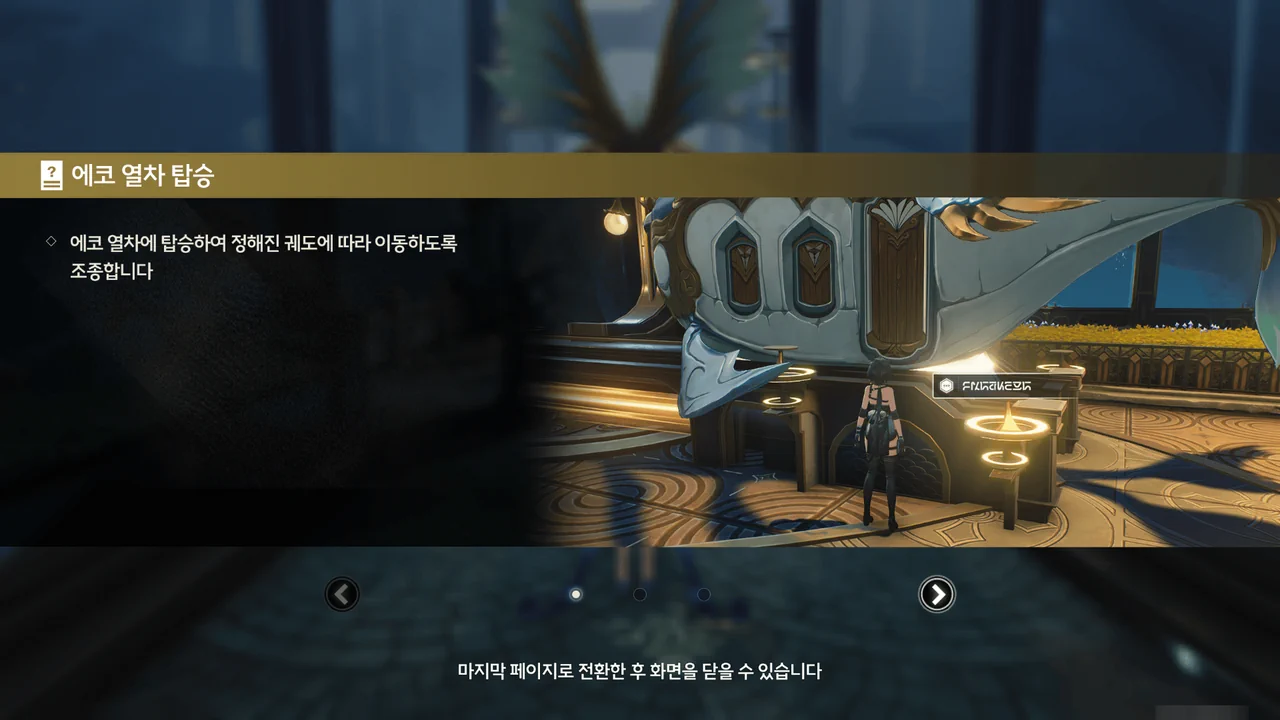 에코 열차 탑승
에코 열차에 탑승하여 정해진 궤도에 따라 이동하도록
조종합니다
마지막 페이지로 전환한 후 화면을 닫을 수 있습니다